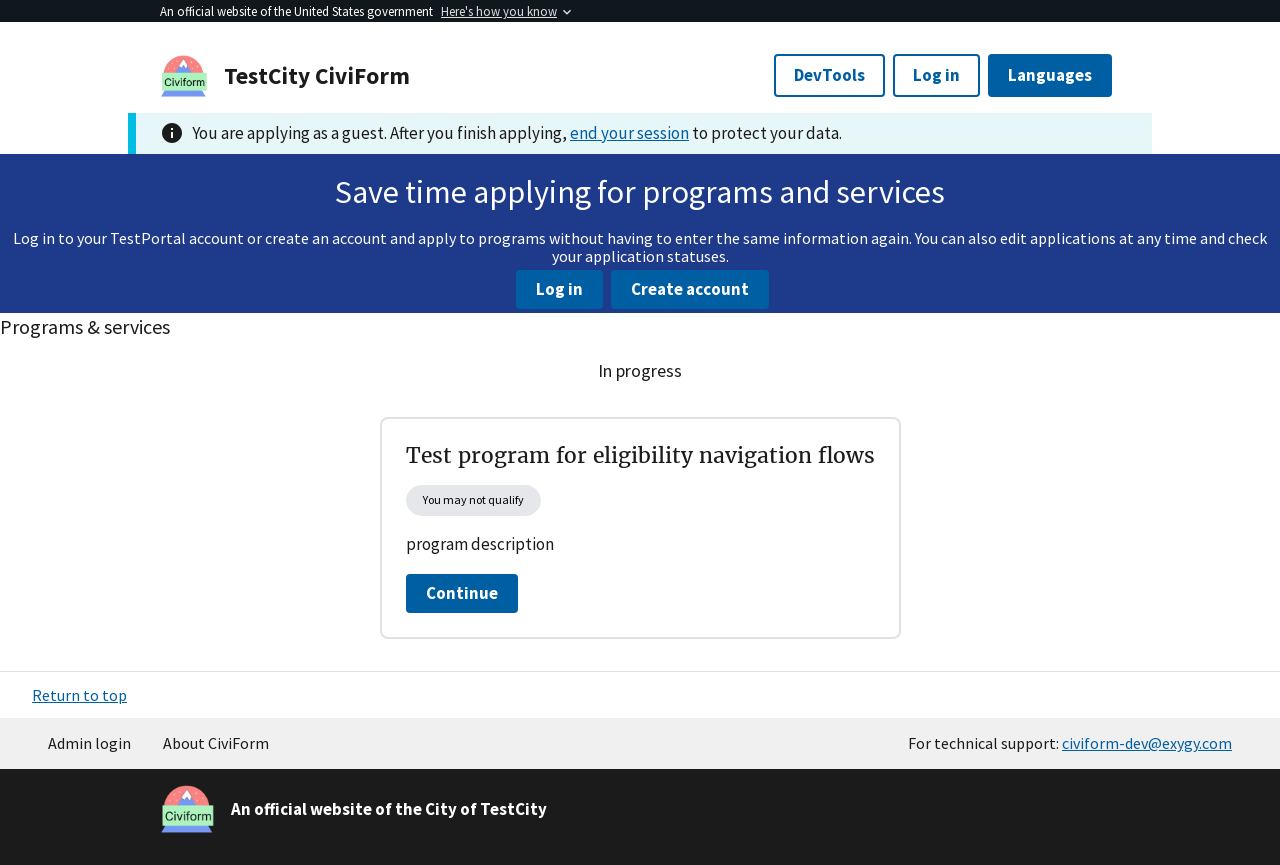 An official website of the United States government Here's how you know
Civiform
TestCity CiviForm
DevTools
Log in
Languages
You are applying as a guest. After you finish applying, end your session to protect your data.
Save time applying for programs and services
Log in to your TestPortal account or create an account and apply to programs without having to enter the same information again. You can also edit applications at any time and check
your application statuses.
Log in
Create account
Programs & services
In progress
Test program for eligibility navigation flows
You may not qualify
program description
Continue
Return to top
Admin login
About CiviForm
For technical support: civiform-dev@exygy.com
Civiform
An official website of the City of TestCity